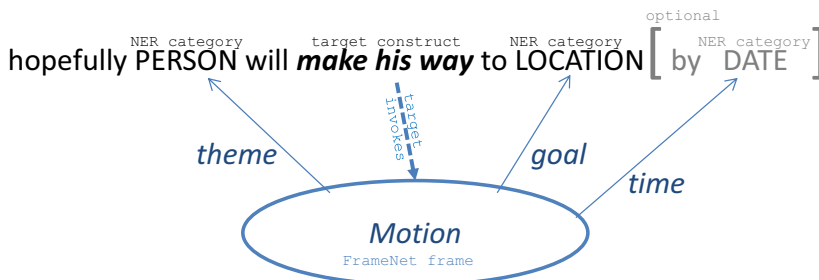 optional
NER category target construct NER category NER category
hopefully PERSON will make his way to LOCATION [ by DATE ]
target
invokes
theme goal
time
Motion
FrameNet frame